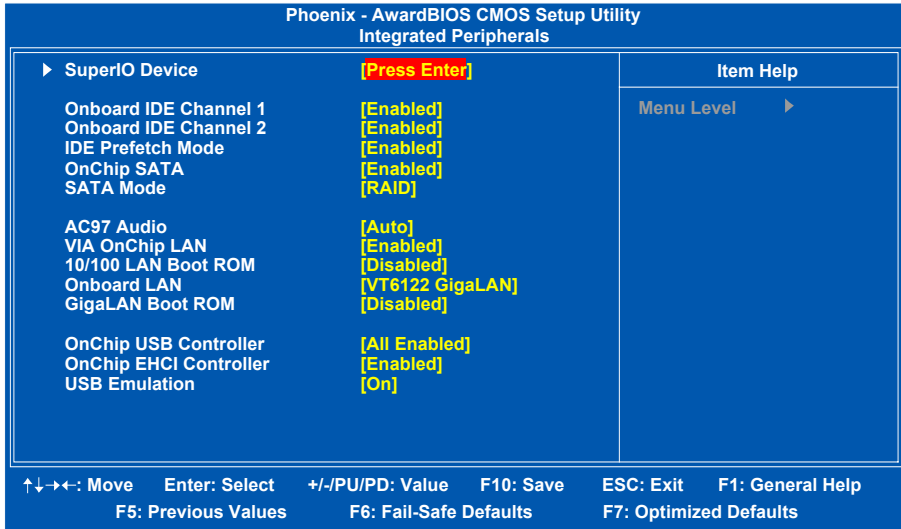 Phoenix - AwardBIOS CMOS Setup Utility
Integrated Peripherals
SuperIO Device [Press Enter]
Item Help
Menu Level
Onboard IDE Channel 1 [Enabled]
Onboard IDE Channel 2 [Enabled]
IDE Prefetch Mode [Enabled]
OnChip SATA [Enabled]
SATA Mode [RAID]
AC97 Audio [Auto]
VIA OnChip LAN [Enabled]
10/100 LAN Boot ROM [Disabled]
Onboard LAN [VT6122 GigaLAN]
GigaLAN Boot ROM [Disabled]
OnChip USB Controller [All Enabled]
OnChip EHCI Controller [Enabled]
USB Emulation [On]
↑↓→←: Move Enter: Select +/-/PU/PD: Value F10: Save ESC: Exit F1: General Help
F5: Previous Values F6: Fail-Safe Defaults F7: Optimized Defaults